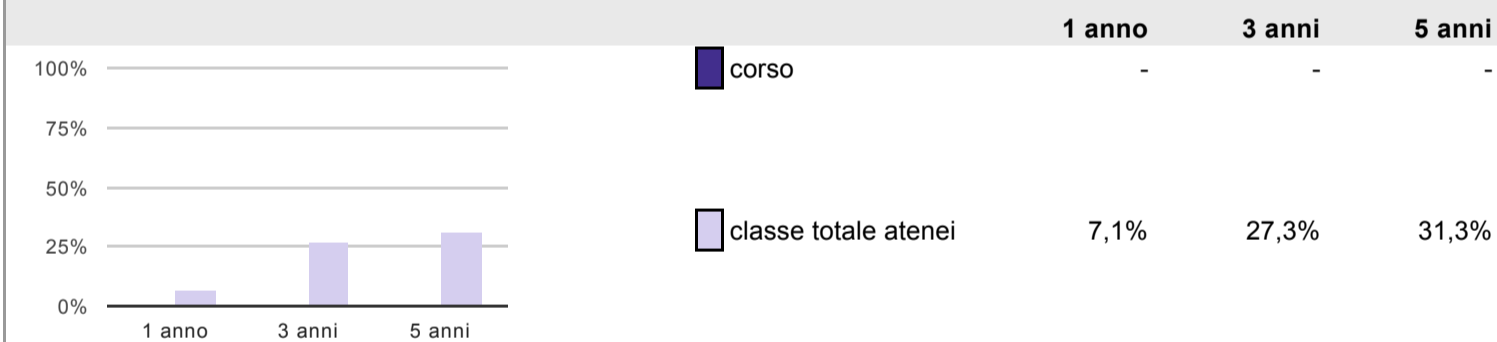 1 anno 3 anni 5 anni
100%
corso - - -
75%
50%
classe totale atenei 7,1% 27,3% 31,3%
25%
0%
1 anno 3 anni 5 anni